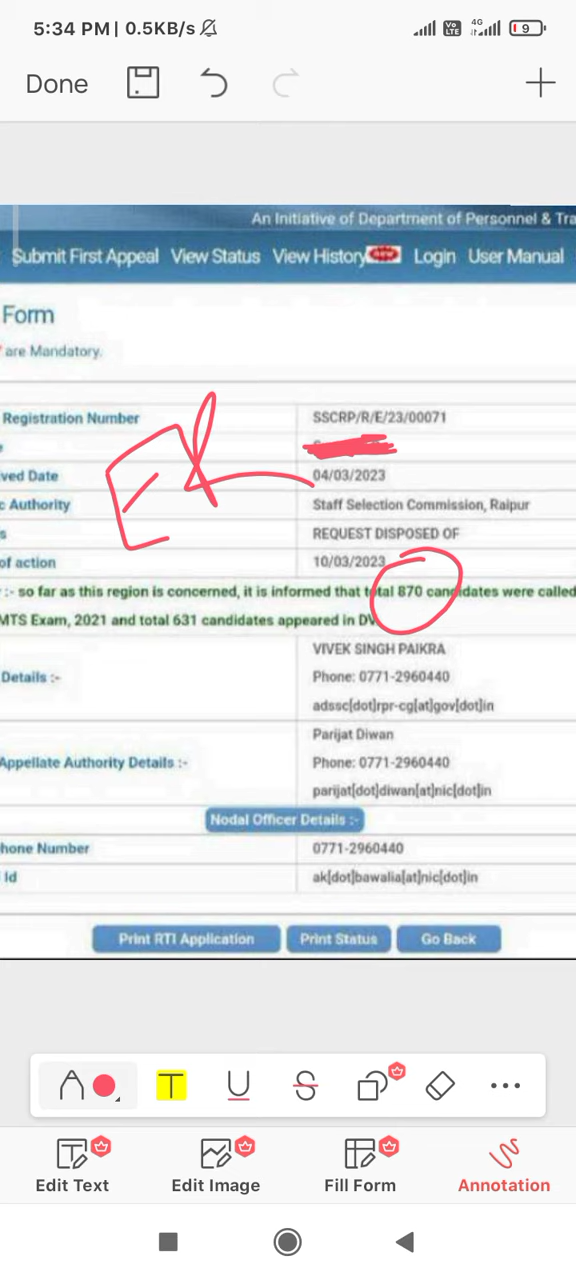 5:34 PM | 0.5KB/s
Vo LTE 4G 9
Done
An Initiative of Department of Personnel & Tra
Submit First Appeal View Status View History Login User Manual
Form
are Mandatory.
Registration Number SSCRP/R/E/23/00071
ved Date 04/03/2023
c Authority Staff Selection Commission, Raipur
s REQUEST DISPOSED OF
of action 10/03/2023
:- so far as this region is concerned, it is informed that total 870 candidates were called
MTS Exam, 2021 and total 631 candidates appeared in DV
VIVEK SINGH PAIKRA
Details :- Phone: 0771-2960440
adssc[dot]rpr-cg[at]gov[dot]in
Parijat Diwan
Appellate Authority Details :- Phone: 0771-2960440
parijat[dot]diwan[at]nic[dot]in
Nodal Officer Details :-
hone Number 0771-2960440
Id ak[dot]bawalia[at]nic[dot]in
Print RTI Application Print Status Go Back
T U S
Edit Text Edit Image Fill Form Annotation